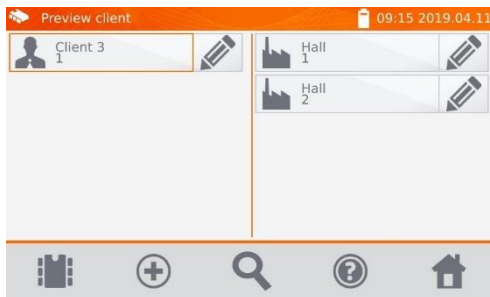 Preview client
09:15 2019.04.11
Client 3
1
Hall
1
Hall
2